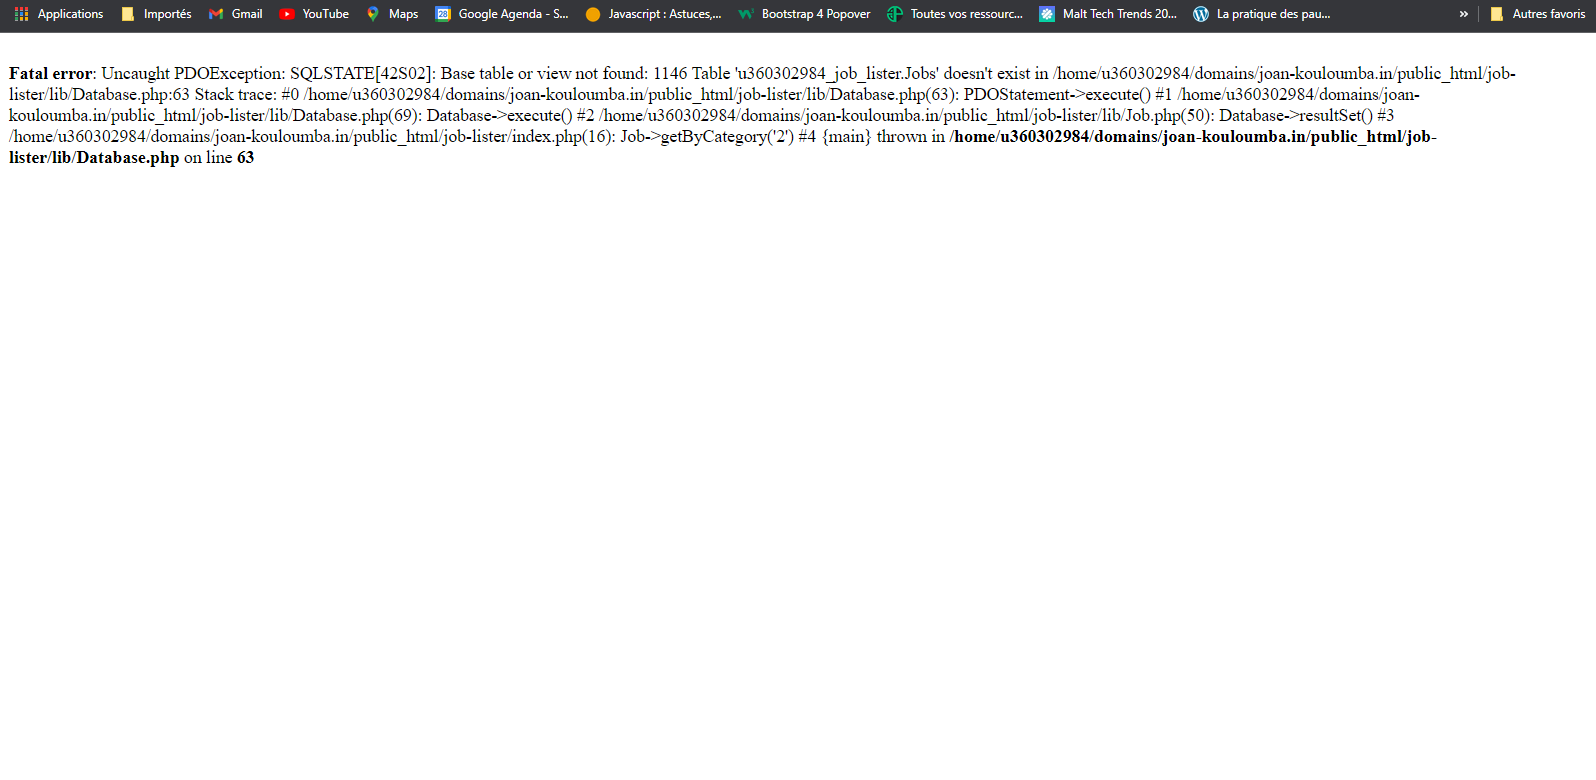 Applications Importés Gmail YouTube Maps Google Agenda - S... Javascript : Astuces,... Bootstrap 4 Popover Toutes vos ressourc... Malt Tech Trends 20... La pratique des pau... » Autres favoris
Fatal error: Uncaught PDOException: SQLSTATE[42S02]: Base table or view not found: 1146 Table 'u360302984_job_lister.Jobs' doesn't exist in /home/u360302984/domains/joan-kouloumba.in/public_html/job-
lister/lib/Database.php:63 Stack trace: #0 /home/u360302984/domains/joan-kouloumba.in/public_html/job-lister/lib/Database.php(63): PDOStatement->execute() #1 /home/u360302984/domains/joan-
kouloumba.in/public_html/job-lister/lib/Database.php(69): Database->execute() #2 /home/u360302984/domains/joan-kouloumba.in/public_html/job-lister/lib/Job.php(50): Database->resultSet() #3
/home/u360302984/domains/joan-kouloumba.in/public_html/job-lister/index.php(16): Job->getByCategory('2') #4 {main} thrown in /home/u360302984/domains/joan-kouloumba.in/public_html/job-
lister/lib/Database.php on line 63